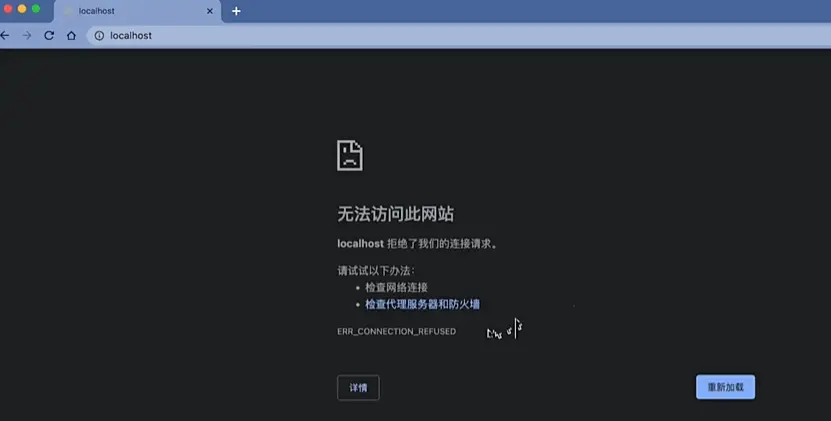 localhost
localhost
无法访问此网站
localhost 拒绝了我们的连接请求。
请试试以下办法：
• 检查网络连接
• 检查代理服务器和防火墙
ERR_CONNECTION_REFUSED
详情
重新加载